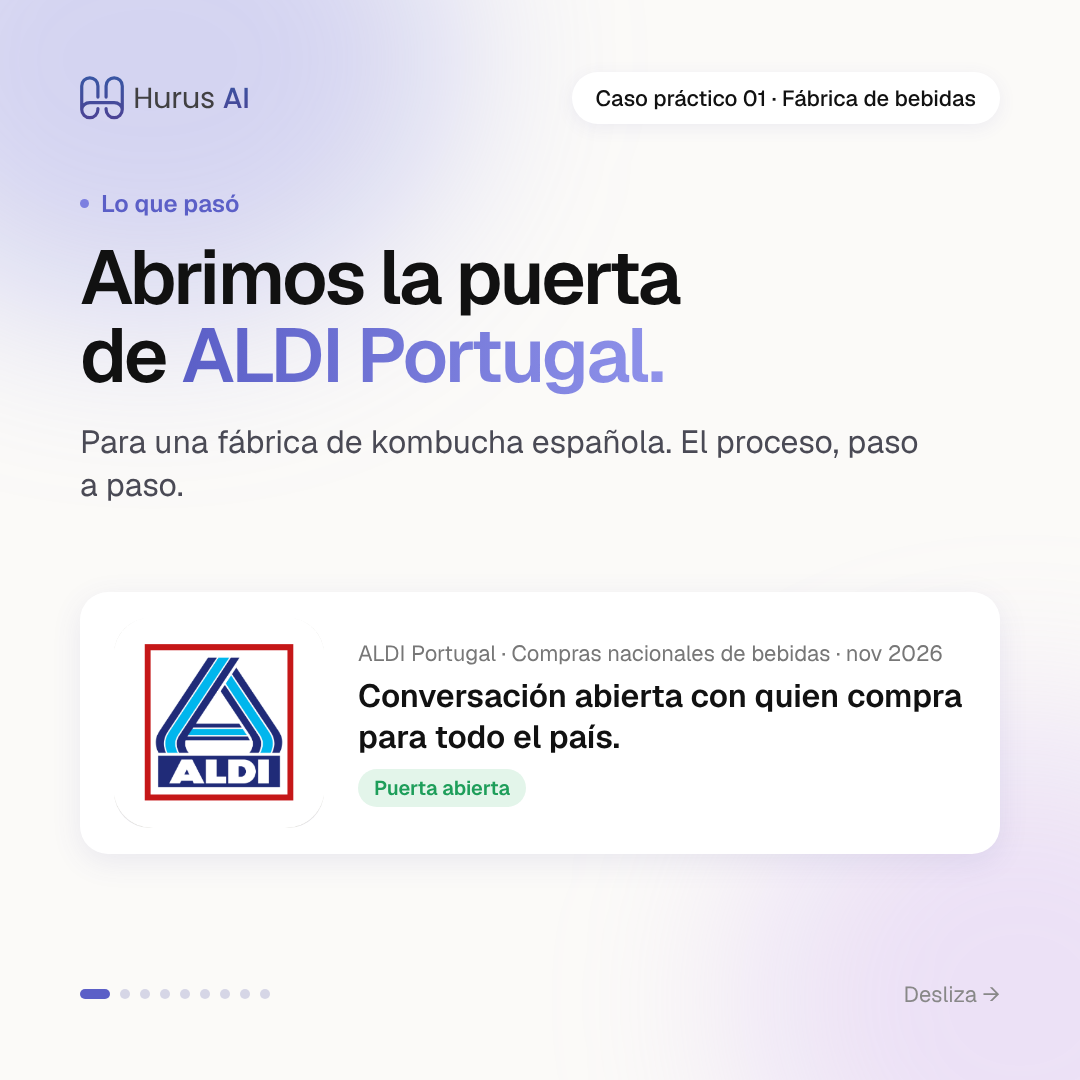 Hurus AI
Caso práctico 01 · Fábrica de bebidas
Lo que pasó
Abrimos la puerta
de ALDI Portugal.
Para una fábrica de kombucha española. El proceso, paso
a paso.
ALDI
ALDI Portugal · Compras nacionales de bebidas · nov 2026
Conversación abierta con quien compra
para todo el país.
Puerta abierta
Desliza →